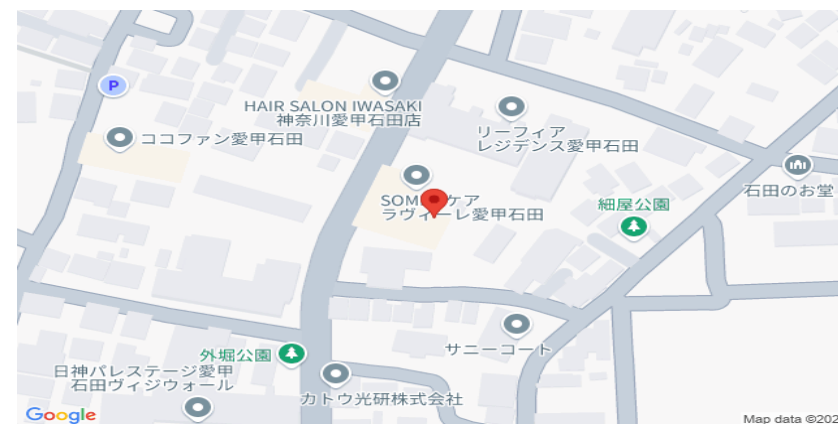 P
HAIR SALON IWASAKI
神奈川愛甲石田店
ココファン愛甲石田
リーフィア
レジデンス愛甲石田
石田のお堂
SOM ケア
ラヴィーレ愛甲石田
細屋公園
サニーコート
外堀公園
日神パレステージ愛甲
石田ヴィジウォール
カトウ光研株式会社
Google
Map data ©202